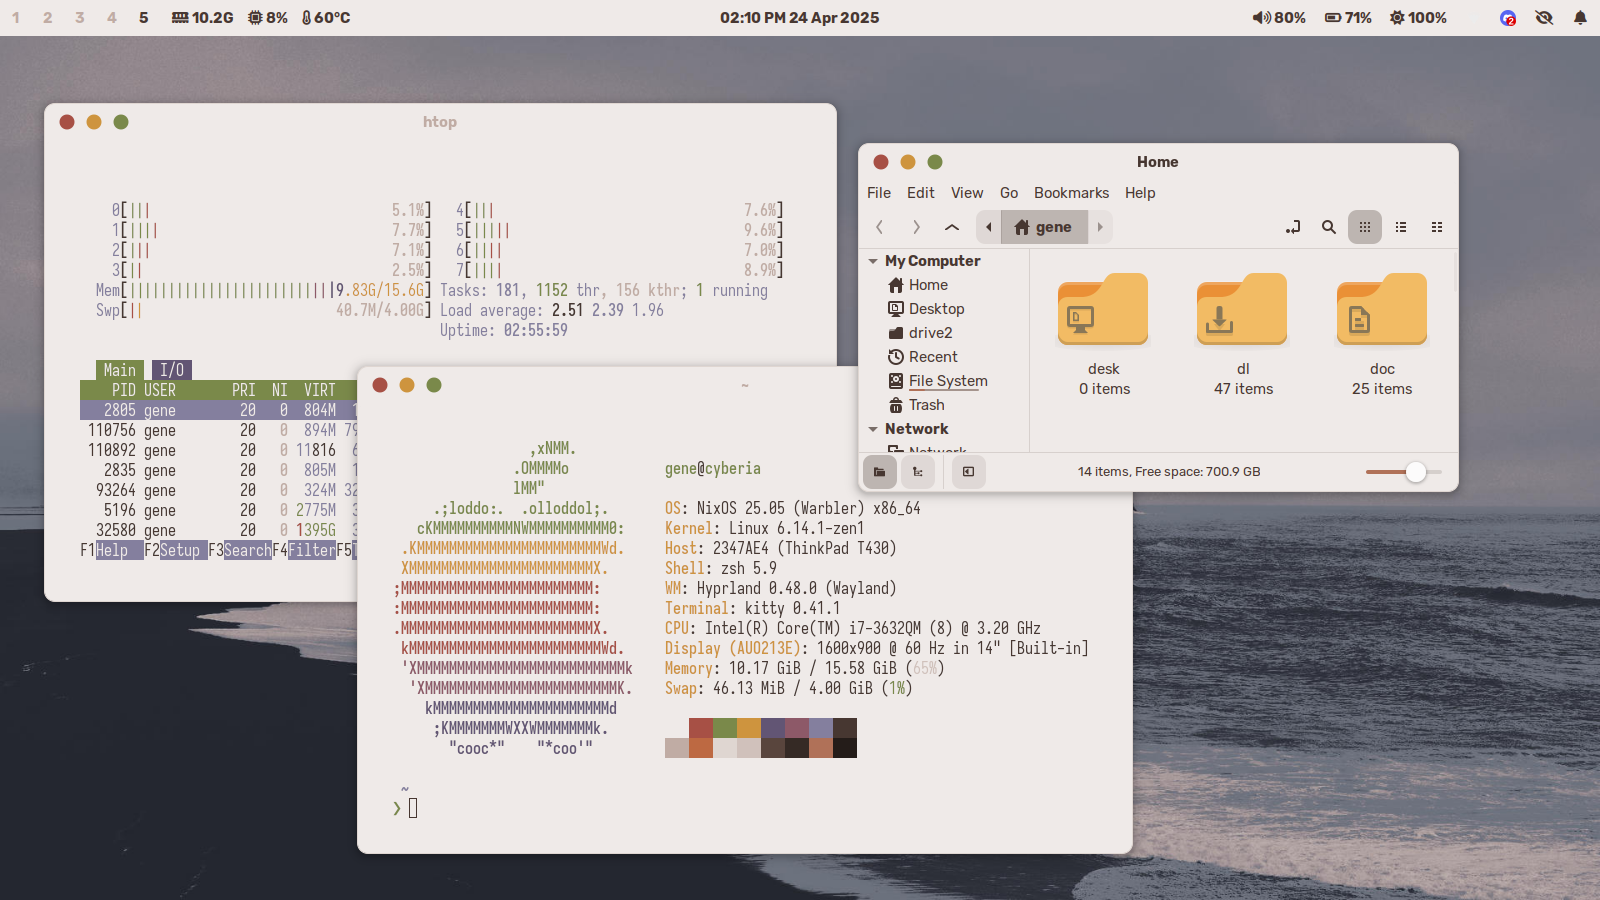 1 2 3 4 5 10.2G 8% 60°C 02:10 PM 24 Apr 2025 80% 71% 100% 2
htop
0[||| 5.1%] 4[||| 7.6%]
1[|||| 7.7%] 5[||||| 9.6%]
2[||| 7.1%] 6[|||| 7.0%]
3[|| 2.5%] 7[|||| 8.9%]
Mem[||||||||||||||||||||||||||9.83G/15.6G] Tasks: 181, 1152 thr, 156 kthr; 1 running
Swp[|| 40.7M/4.00G] Load average: 2.51 2.39 1.96
Uptime: 02:55:59
Main I/O
PID USER PRI NI VIRT
2805 gene 20 0 804M 1
110756 gene 20 0 894M 79
110892 gene 20 0 11816 6
2835 gene 20 0 805M 1
93264 gene 20 0 324M 32
5196 gene 20 0 2775M 3
32580 gene 20 0 1395G 3
F1Help F2Setup F3SearchF4FilterF5
~
,xNMM.
.OMMMMo
lMM"
.;loddo:. .olloddol;.
cKMMMMMMMMMMNWMMMMMMMMMM0:
.KMMMMMMMMMMMMMMMMMMMMMMMWd.
XMMMMMMMMMMMMMMMMMMMMMMMX.
;MMMMMMMMMMMMMMMMMMMMMMMM:
:MMMMMMMMMMMMMMMMMMMMMMMM:
.MMMMMMMMMMMMMMMMMMMMMMMMX.
kMMMMMMMMMMMMMMMMMMMMMMMMWd.
'XMMMMMMMMMMMMMMMMMMMMMMMMMMk
'XMMMMMMMMMMMMMMMMMMMMMMMMK.
kMMMMMMMMMMMMMMMMMMMMMMd
;KMMMMMMMWXXWMMMMMMMk.
"cooc*" "*coo'"
gene@cyberia
OS: NixOS 25.05 (Warbler) x86_64
Kernel: Linux 6.14.1-zen1
Host: 2347AE4 (ThinkPad T430)
Shell: zsh 5.9
WM: Hyprland 0.48.0 (Wayland)
Terminal: kitty 0.41.1
CPU: Intel(R) Core(TM) i7-3632QM (8) @ 3.20 GHz
Display (AUO213E): 1600x900 @ 60 Hz in 14" [Built-in]
Memory: 10.17 GiB / 15.58 GiB (65%)
Swap: 46.13 MiB / 4.00 GiB (1%)
~
❯
Home
File Edit View Go Bookmarks Help
gene
My Computer
Home
Desktop
drive2
Recent
File System
Trash
Network
Network
desk
0 items
dl
47 items
doc
25 items
14 items, Free space: 700.9 GB